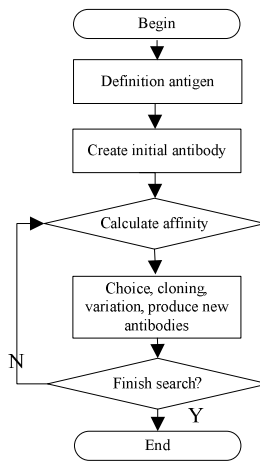 Begin
Definition antigen
Create initial antibody
Calculate affinity
Choice, cloning,
variation, produce new
antibodies
N
Finish search?
Y
End